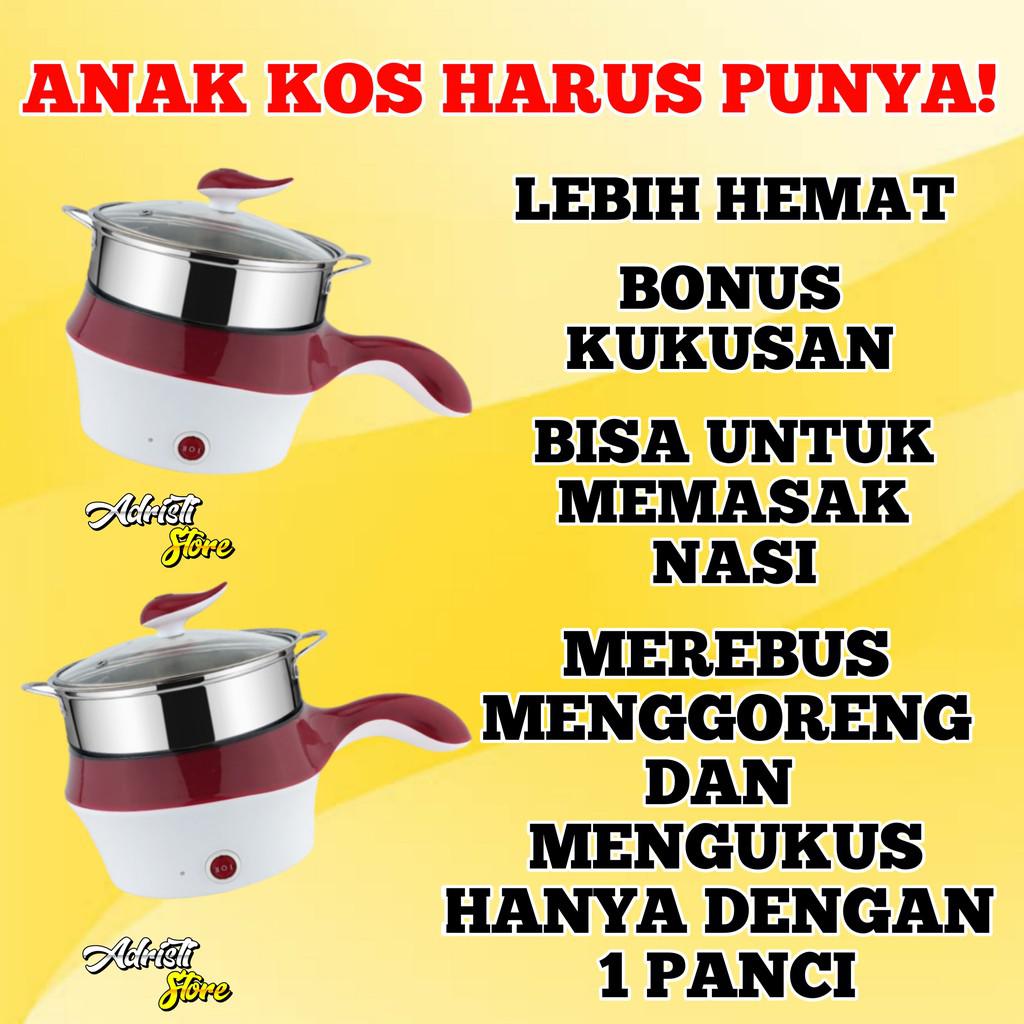 ANAK KOS HARUS PUNYA!
LEBIH HEMAT
BONUS
KUKUSAN
BISA UNTUK
MEMASAK
NASI
MEREBUS
MENGGORENG
DAN
MENGUKUS
HANYA DENGAN
1 PANCI
Adristi
Store
Adristi
Store